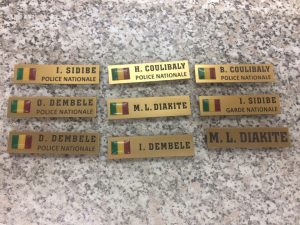 I. SIDIBE
POLICE NATIONALE
H. COULIBALY
POLICE NATIONALE
B. COULIBALY
POLICE NATIONALE
O. DEMBELE
POLICE NATIONALE
M. L. DIAKITE
I. SIDIBE
GARDE NATIONALE
D. DEMBELE
POLICE NATIONALE
I. DEMBELE
M. L. DIAKITE